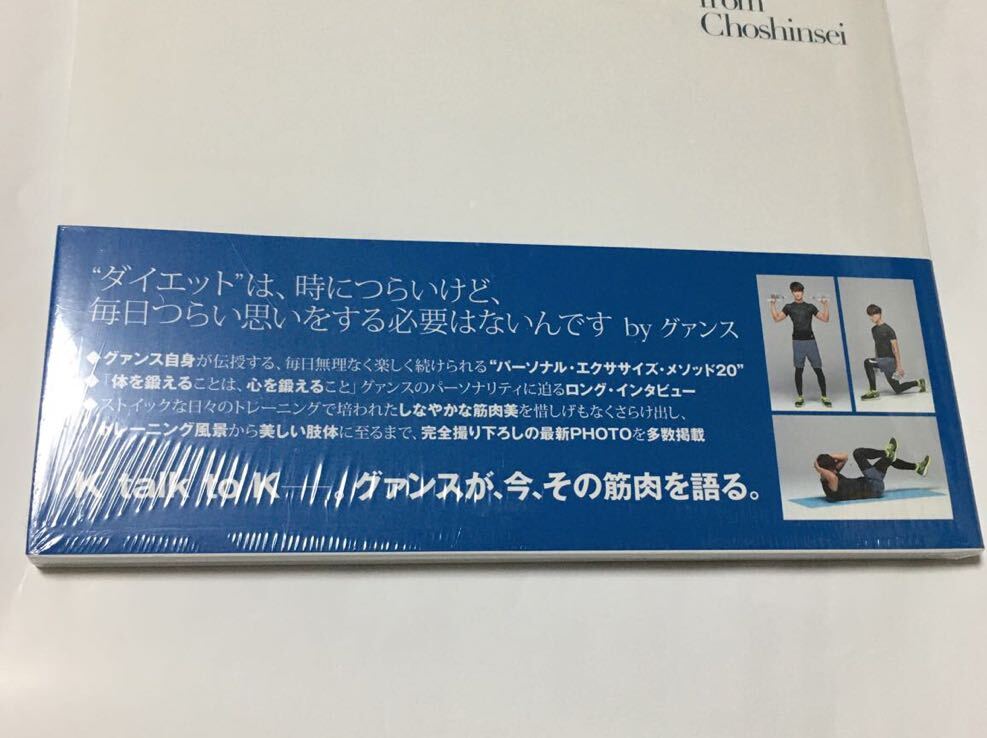 from
Choshinsei
“ダイエット”は、時につらいけど、
毎日つらい思いをする必要はないんです by グァンス
◆グァンス自身が伝授する、毎日無理なく楽しく続けられる“パーソナル・エクササイズ・メソッド20”
◆「体を鍛えることは、心を鍛えること」グァンスのパーソナリティに迫るロング・インタビュー
◆ストイックな日々のトレーニングで培われたしなやかな筋肉美を惜しげもなくさらけ出し、
トレーニング風景から美しい肢体に至るまで、完全撮り下ろしの最新PHOTOを多数掲載
K talk to K──。グァンスが、今、その筋肉を語る。